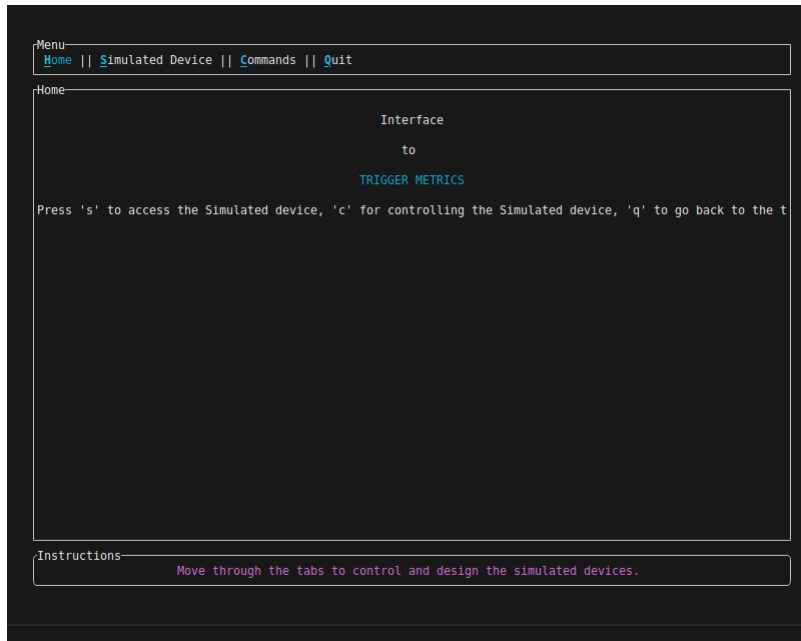 Menu
Home || Simulated Device || Commands || Quit
Home
Interface
to
TRIGGER METRICS
Press 's' to access the Simulated device, 'c' for controlling the Simulated device, 'q' to go back to the t
Instructions
Move through the tabs to control and design the simulated devices.